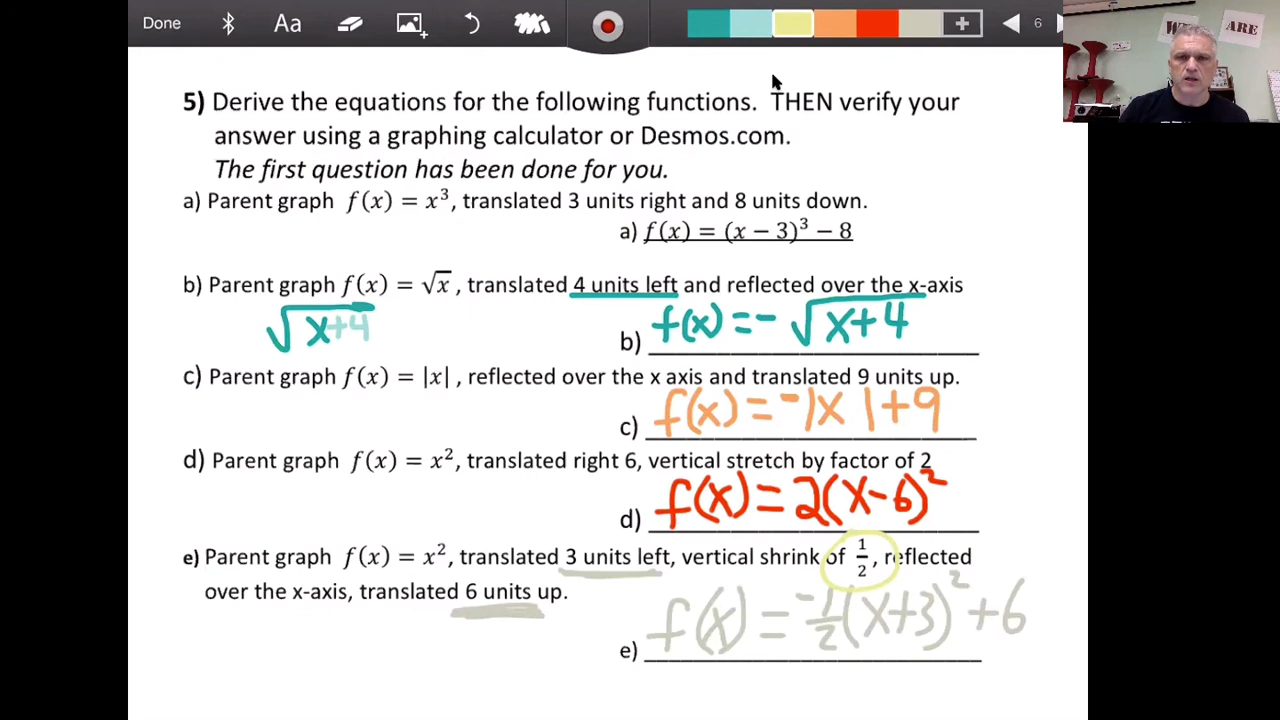 Done Aa 6
WE ARE
5) Derive the equations for the following functions. THEN verify your
answer using a graphing calculator or Desmos.com.
The first question has been done for you.
a) Parent graph f(x) = x³, translated 3 units right and 8 units down.
a) f(x) = (x − 3)³ − 8
b) Parent graph f(x) = √x , translated 4 units left and reflected over the x-axis
√x+4
b) f(x) = -√x+4
c) Parent graph f(x) = |x| , reflected over the x axis and translated 9 units up.
c) f(x) = -|x|+9
d) Parent graph f(x) = x², translated right 6, vertical stretch by factor of 2
d) f(x) = 2(x-6)²
e) Parent graph f(x) = x², translated 3 units left, vertical shrink of 1/2, reflected
over the x-axis, translated 6 units up.
e) f(x) = -1/2(x+3)²+6